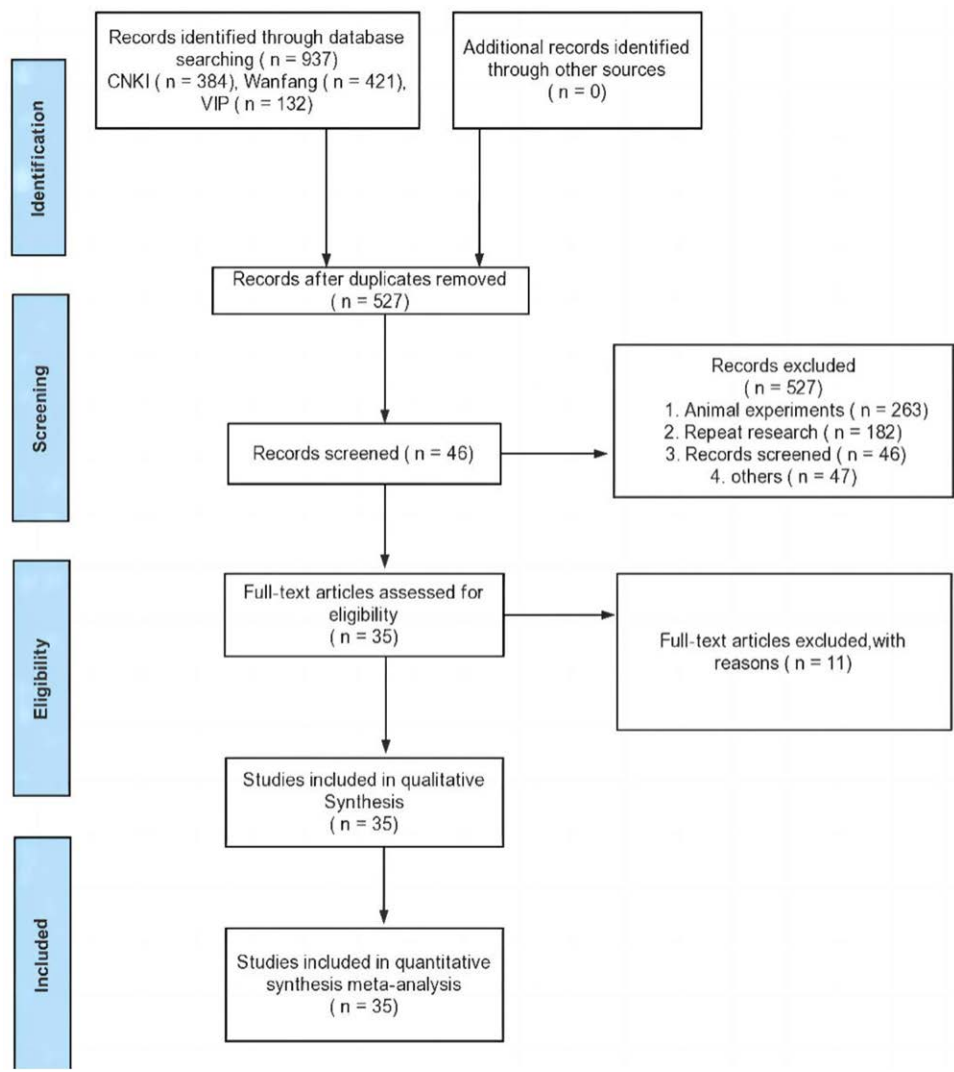 Records identified through database
searching ( n = 937)
CNKI ( n = 384), Wanfang ( n = 421),
VIP ( n = 132)
Additional records identified
through other sources
( n = 0)
Identification
Records after duplicates removed
( n = 527)
Screening
Records screened ( n = 46)
Records excluded
( n = 527)
1. Animal experiments ( n = 263)
2. Repeat research ( n = 182)
3. Records screened ( n = 46)
4. others ( n = 47)
Eligibility
Full-text articles assessed for
eligibility
( n = 35)
Full-text articles excluded,with
reasons ( n = 11)
Studies included in qualitative
Synthesis
( n = 35)
Included
Studies included in quantitative
synthesis meta-analysis
( n = 35)